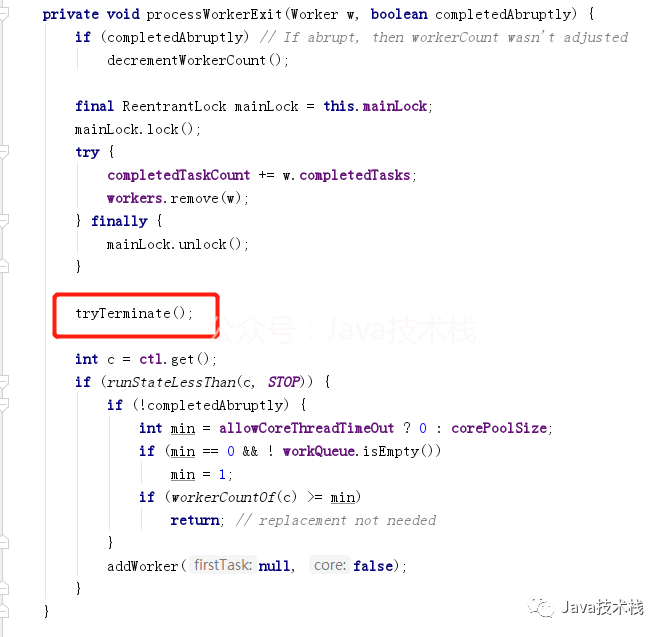 private void processWorkerExit(Worker w, boolean completedAbruptly) {
if (completedAbruptly) // If abrupt, then workerCount wasn't adjusted
decrementWorkerCount();
final ReentrantLock mainLock = this.mainLock;
mainLock.lock();
try {
completedTaskCount += w.completedTasks;
workers.remove(w);
} finally {
mainLock.unlock();
}
tryTerminate();
公众号：Java技术栈
int c = ctl.get();
if (runStateLessThan(c, STOP)) {
if (!completedAbruptly) {
int min = allowCoreThreadTimeOut ? 0 : corePoolSize;
if (min == 0 && ! workQueue.isEmpty())
min = 1;
if (workerCountOf(c) >= min)
return; // replacement not needed
}
addWorker( firstTask: null, core: false);
}
}
Java技术栈